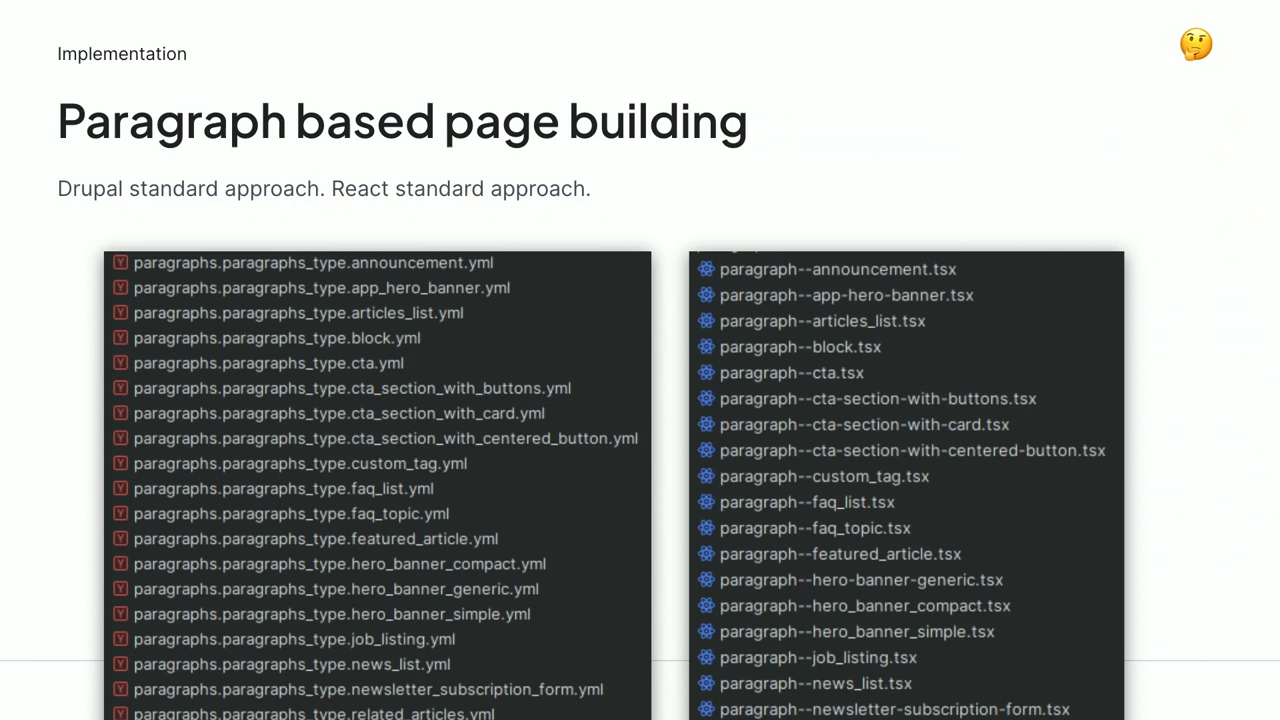 Implementation
Paragraph based page building
Drupal standard approach. React standard approach.
paragraphs.paragraphs_type.announcement.yml
paragraphs.paragraphs_type.app_hero_banner.yml
paragraphs.paragraphs_type.articles_list.yml
paragraphs.paragraphs_type.block.yml
paragraphs.paragraphs_type.cta.yml
paragraphs.paragraphs_type.cta_section_with_buttons.yml
paragraphs.paragraphs_type.cta_section_with_card.yml
paragraphs.paragraphs_type.cta_section_with_centered_button.yml
paragraphs.paragraphs_type.custom_tag.yml
paragraphs.paragraphs_type.faq_list.yml
paragraphs.paragraphs_type.faq_topic.yml
paragraphs.paragraphs_type.featured_article.yml
paragraphs.paragraphs_type.hero_banner_compact.yml
paragraphs.paragraphs_type.hero_banner_generic.yml
paragraphs.paragraphs_type.hero_banner_simple.yml
paragraphs.paragraphs_type.job_listing.yml
paragraphs.paragraphs_type.news_list.yml
paragraphs.paragraphs_type.newsletter_subscription_form.yml
paragraphs.paragraphs_type.related_articles.yml
paragraph--announcement.tsx
paragraph--app-hero-banner.tsx
paragraph--articles_list.tsx
paragraph--block.tsx
paragraph--cta.tsx
paragraph--cta-section-with-buttons.tsx
paragraph--cta-section-with-card.tsx
paragraph--cta-section-with-centered-button.tsx
paragraph--custom_tag.tsx
paragraph--faq_list.tsx
paragraph--faq_topic.tsx
paragraph--featured_article.tsx
paragraph--hero-banner-generic.tsx
paragraph--hero_banner_compact.tsx
paragraph--hero_banner_simple.tsx
paragraph--job_listing.tsx
paragraph--news_list.tsx
paragraph--newsletter-subscription-form.tsx